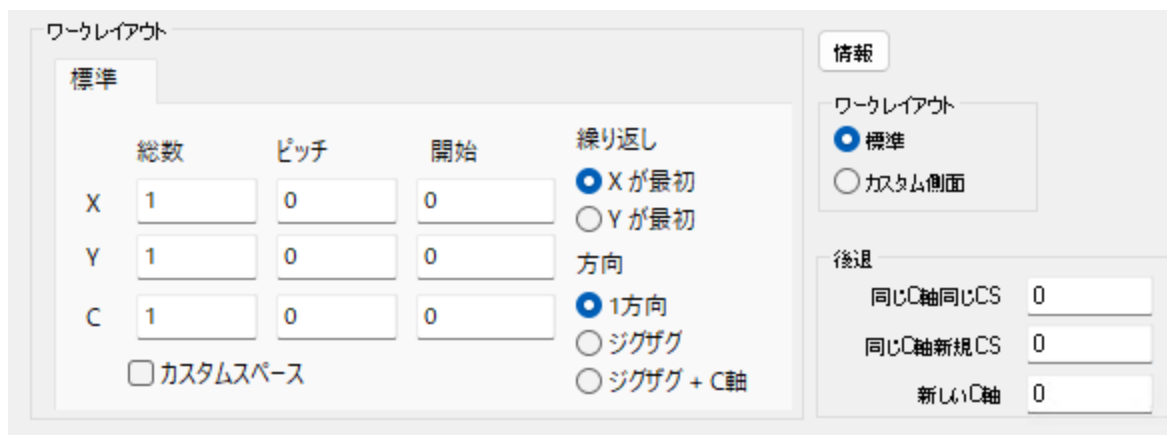 ワークレイアウト
標準
総数 ピッチ 開始
X 1 0 0
Y 1 0 0
C 1 0 0
カスタムスペース
繰り返し
X が最初
Y が最初
方向
1方向
ジグザグ
ジグザグ + C軸
情報
ワークレイアウト
標準
カスタム側面
後退
同じC軸同じCS 0
同じC軸新規CS 0
新しいC軸 0